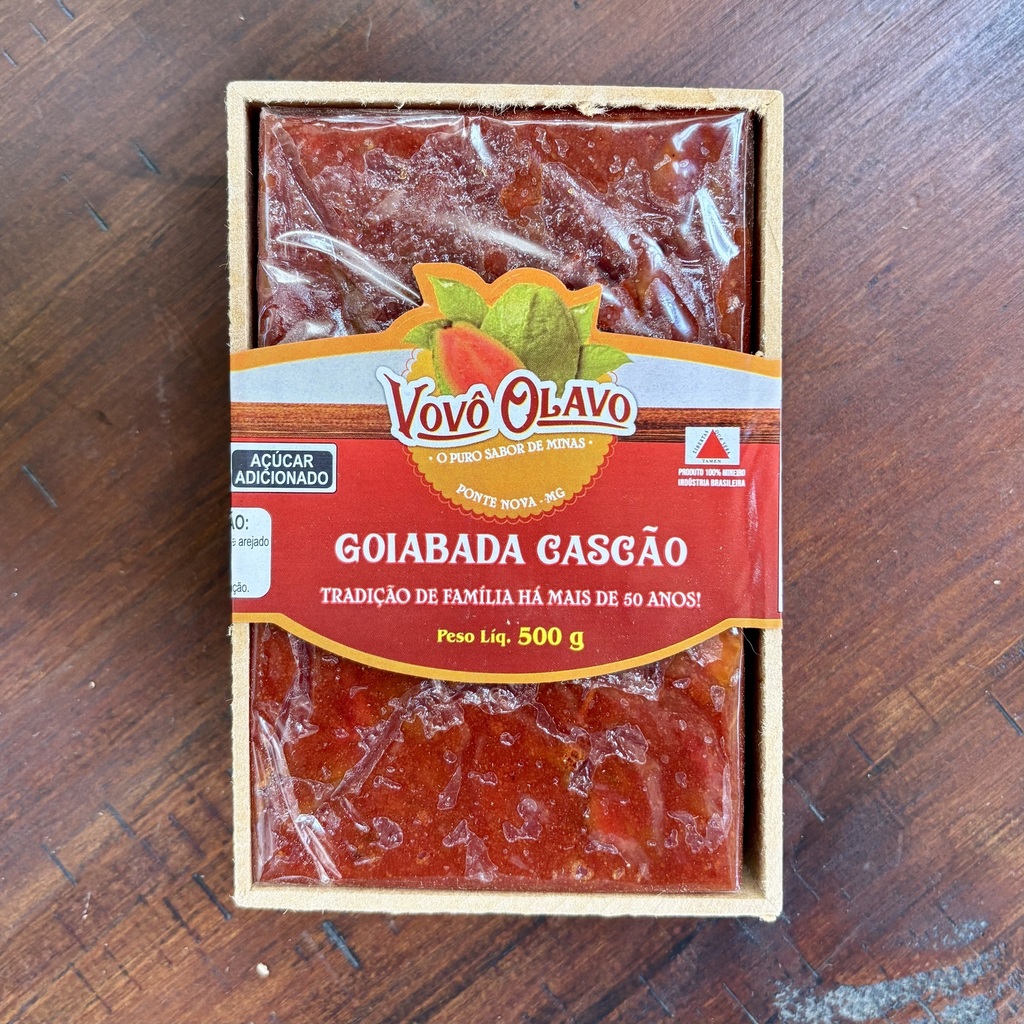 VOVÔ OLAVO
· O PURO SABOR DE MINAS ·
PONTE NOVA - MG
AÇÚCAR
ADICIONADO
PRODUTO 100% MINEIRO
INDÚSTRIA BRASILEIRA
ÃO:
e arejado
ção.
GOIABADA CASCÃO
TRADIÇÃO DE FAMÍLIA HÁ MAIS DE 50 ANOS!
Peso Líq. 500 g